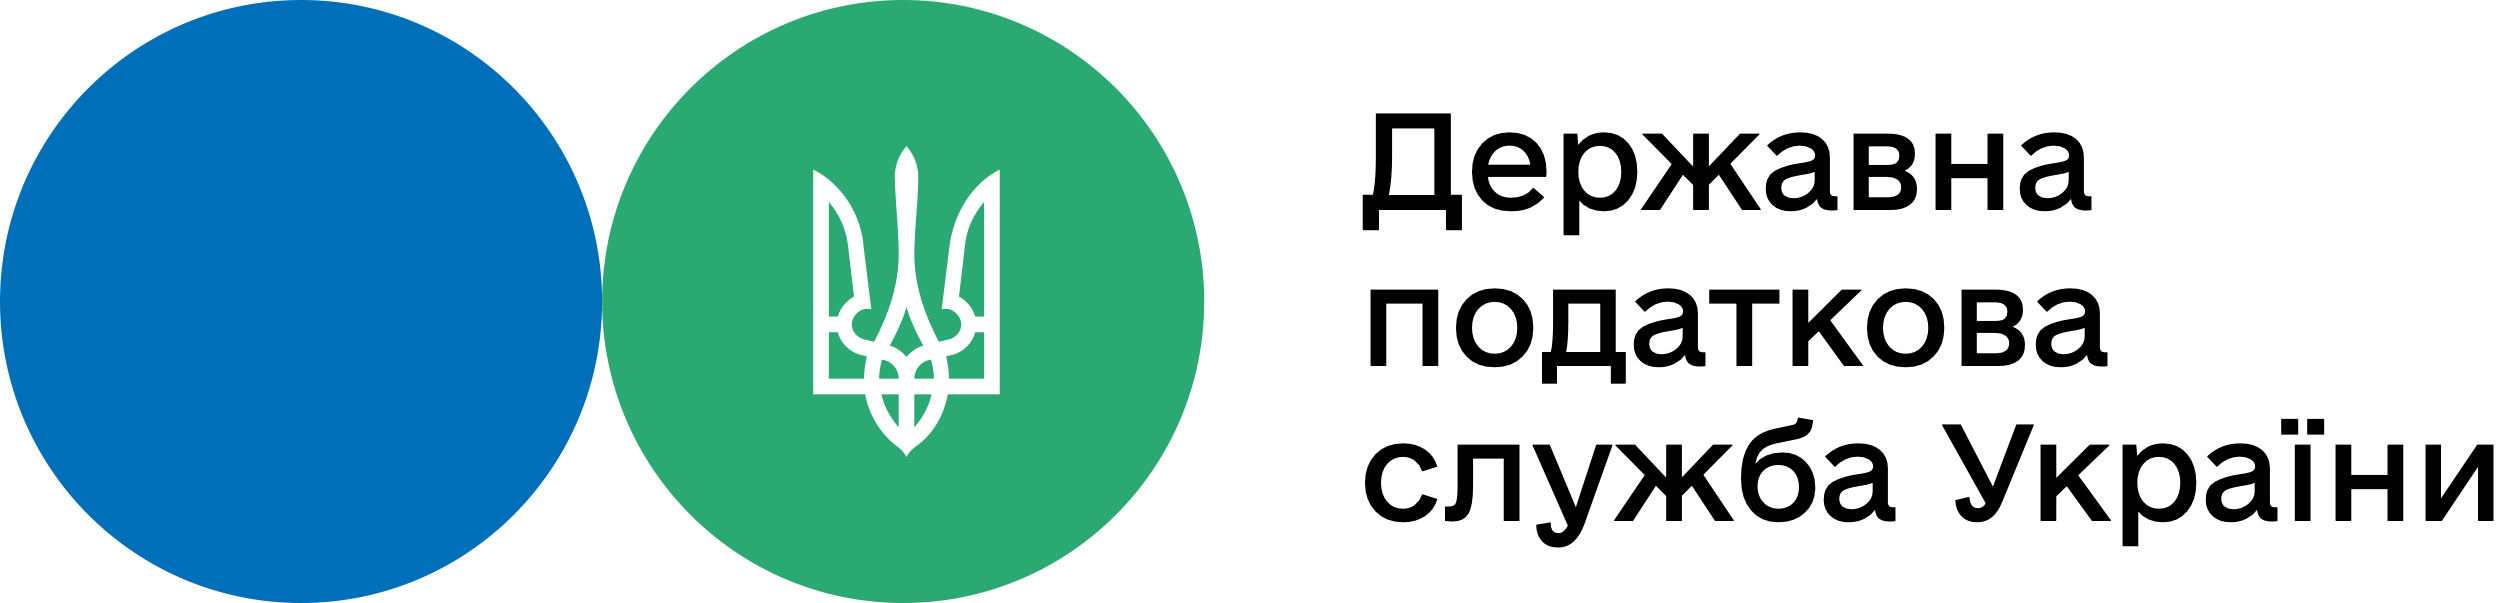 Державна
податкова
служба України